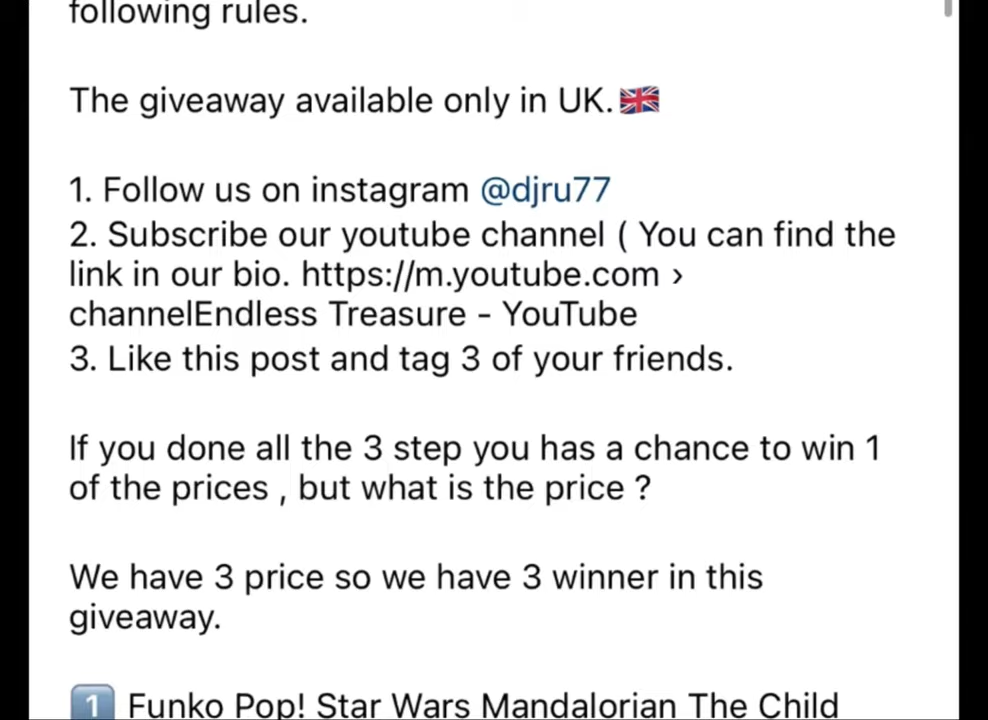 following rules.
The giveaway available only in UK.🇬🇧
1. Follow us on instagram @djru77
2. Subscribe our youtube channel ( You can find the
link in our bio. https://m.youtube.com ›
channelEndless Treasure - YouTube
3. Like this post and tag 3 of your friends.
If you done all the 3 step you has a chance to win 1
of the prices , but what is the price ?
We have 3 price so we have 3 winner in this
giveaway.
1️⃣ Funko Pop! Star Wars Mandalorian The Child